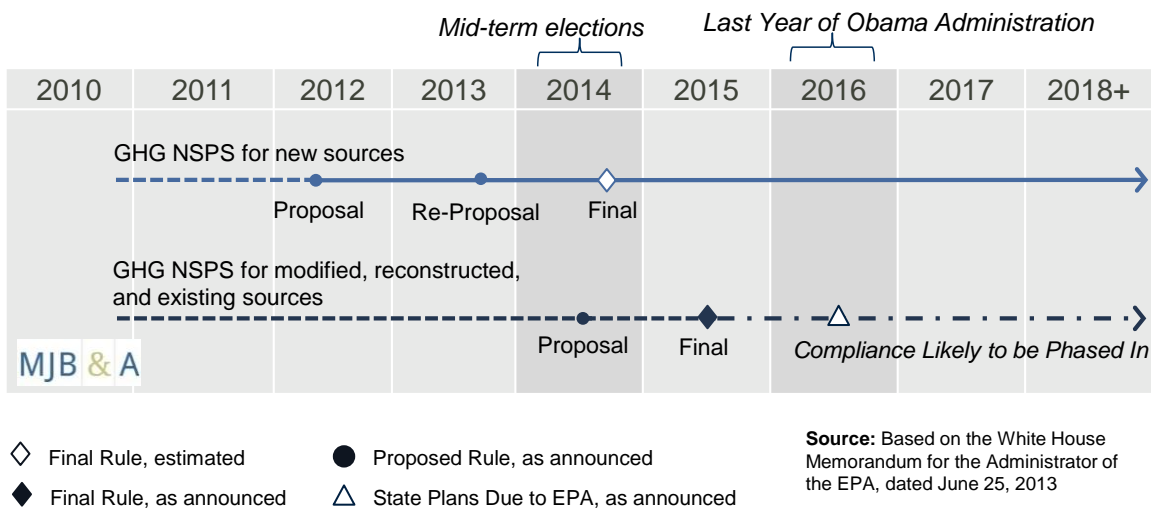 Mid-term elections
Last Year of Obama Administration
2010 2011 2012 2013 2014 2015 2016 2017 2018+
GHG NSPS for new sources
Proposal
Re-Proposal
Final
GHG NSPS for modified, reconstructed,
and existing sources
Proposal
Final
Compliance Likely to be Phased In
MJB & A
Final Rule, estimated
Proposed Rule, as announced
Final Rule, as announced
State Plans Due to EPA, as announced
Source: Based on the White House
Memorandum for the Administrator of
the EPA, dated June 25, 2013